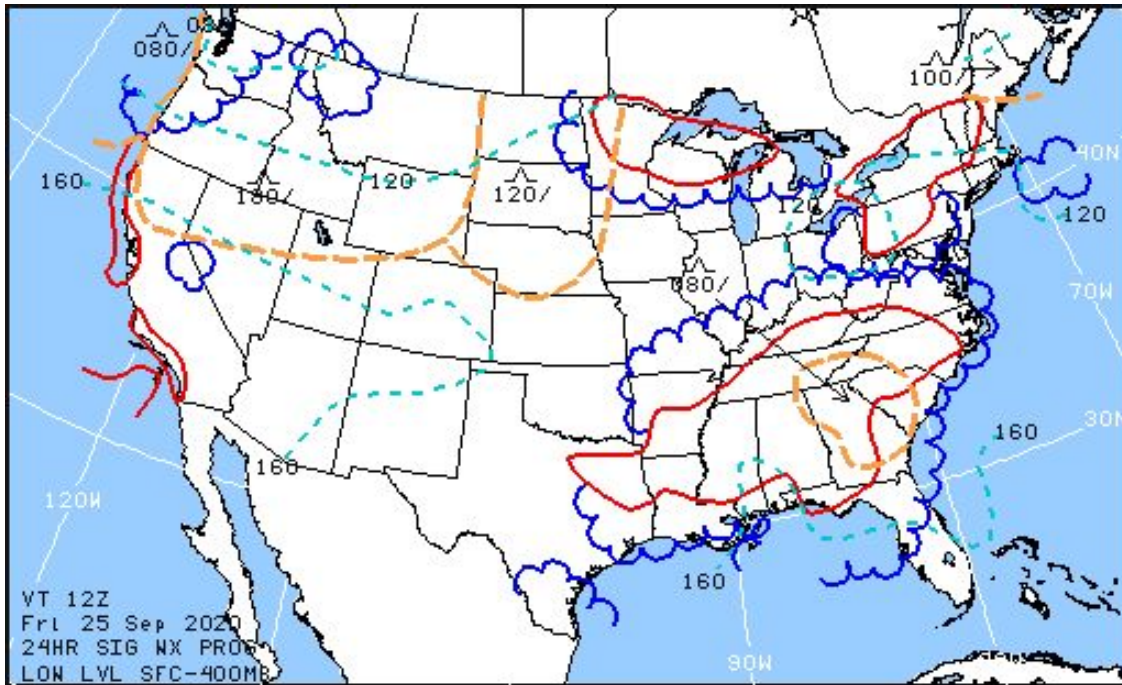 080/
100/
40N
160
180/
120
120/
120
120
080/
70W
160
30N
160
120W
160
90W
VT 12Z
Fri 25 Sep 2020
24HR SIG WX PROG
LOW LVL SFC-400MB